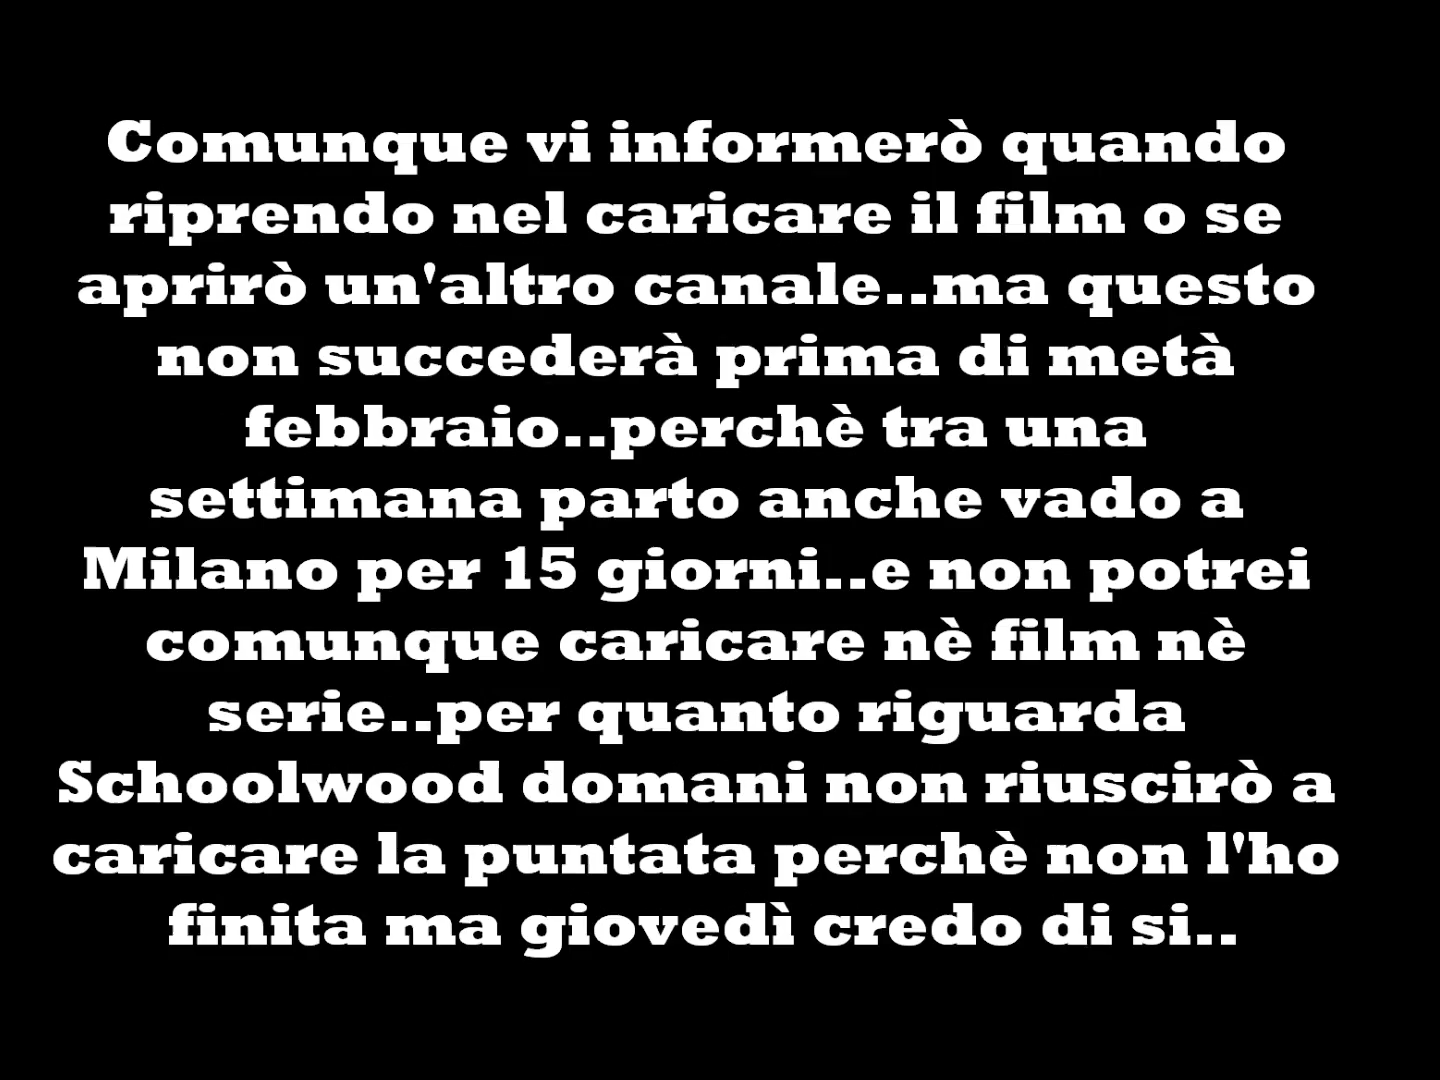 Comunque vi informerò quando
riprendo nel caricare il film o se
aprirò un'altro canale..ma questo
non succederà prima di metà
febbraio..perchè tra una
settimana parto anche vado a
Milano per 15 giorni..e non potrei
comunque caricare nè film nè
serie..per quanto riguarda
Schoolwood domani non riuscirò a
caricare la puntata perchè non l'ho
finita ma giovedì credo di si..